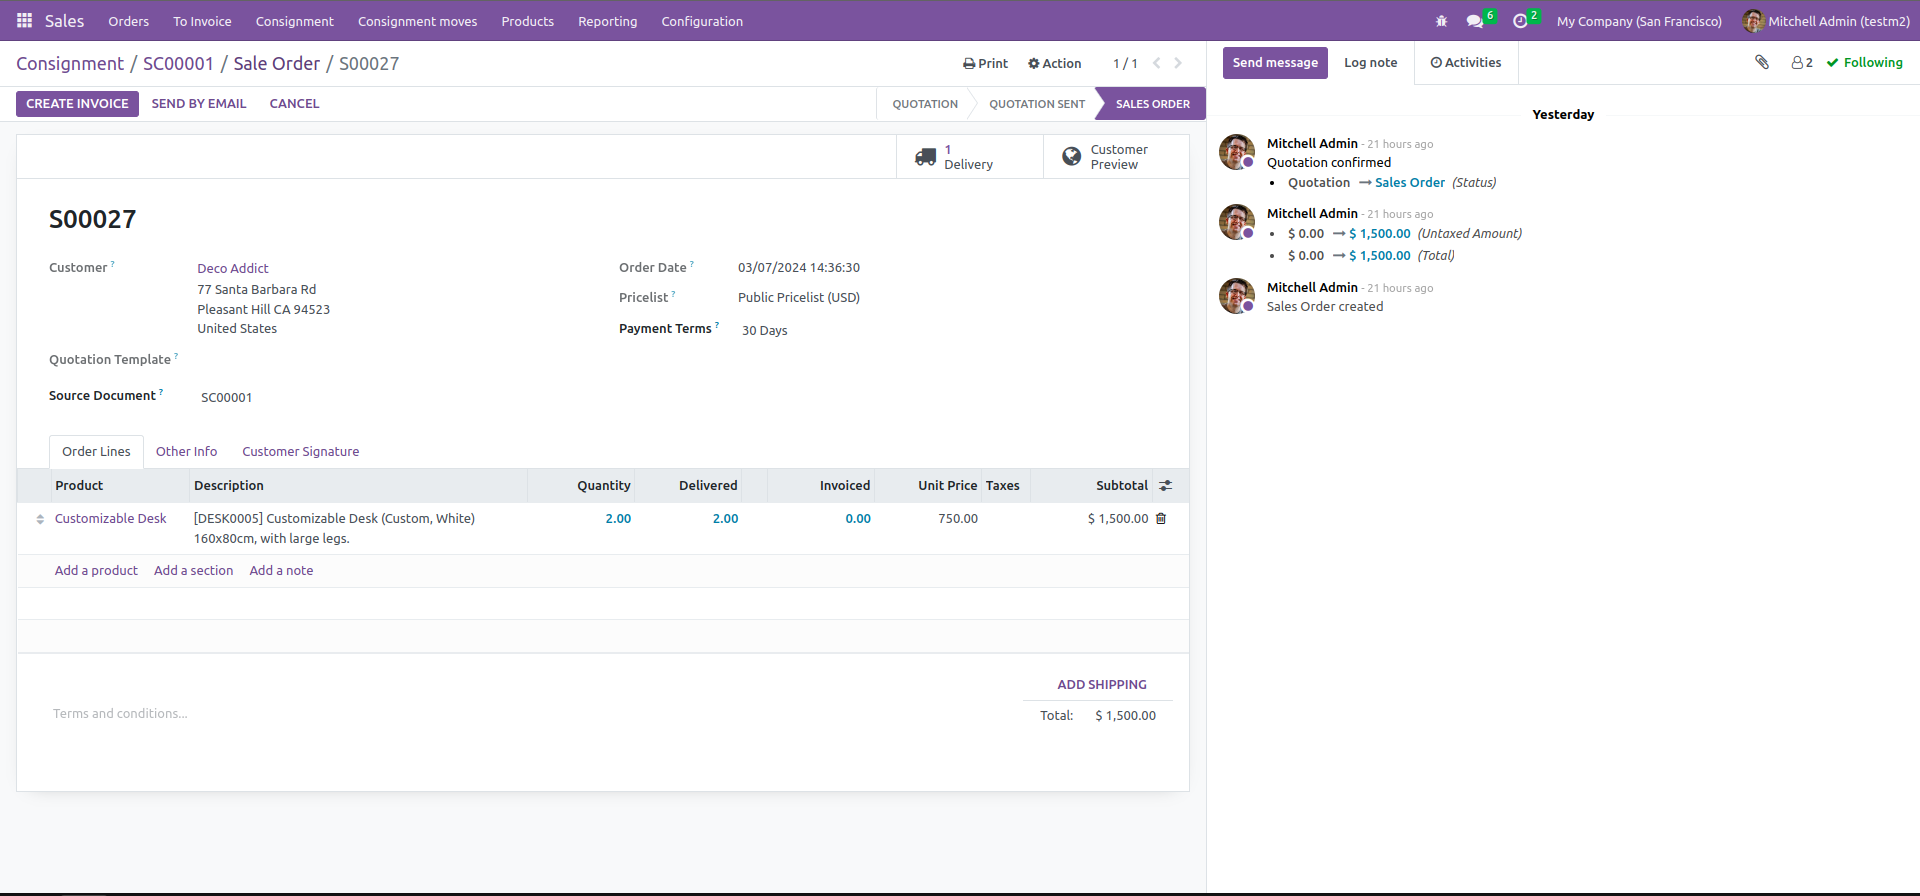 Sales Orders To Invoice Consignment Consignment moves Products Reporting Configuration 6 2 My Company (San Francisco) Mitchell Admin (testm2)
Consignment / SC00001 / Sale Order / S00027 Print Action 1 / 1
CREATE INVOICE SEND BY EMAIL CANCEL QUOTATION QUOTATION SENT SALES ORDER
1
Delivery
Customer
Preview
S00027
Customer ?
Deco Addict
77 Santa Barbara Rd
Pleasant Hill CA 94523
United States
Quotation Template ?
Source Document ? SC00001
Order Date ? 03/07/2024 14:36:30
Pricelist ? Public Pricelist (USD)
Payment Terms ? 30 Days
Order Lines Other Info Customer Signature
Product Description Quantity Delivered Invoiced Unit Price Taxes Subtotal
Customizable Desk [DESK0005] Customizable Desk (Custom, White) 2.00 2.00 0.00 750.00 $ 1,500.00
160x80cm, with large legs.
Add a product Add a section Add a note
ADD SHIPPING
Terms and conditions...
Total: $ 1,500.00
Send message Log note Activities 2 Following
Yesterday
Mitchell Admin - 21 hours ago
Quotation confirmed
• Quotation → Sales Order (Status)
Mitchell Admin - 21 hours ago
• $ 0.00 → $ 1,500.00 (Untaxed Amount)
• $ 0.00 → $ 1,500.00 (Total)
Mitchell Admin - 21 hours ago
Sales Order created